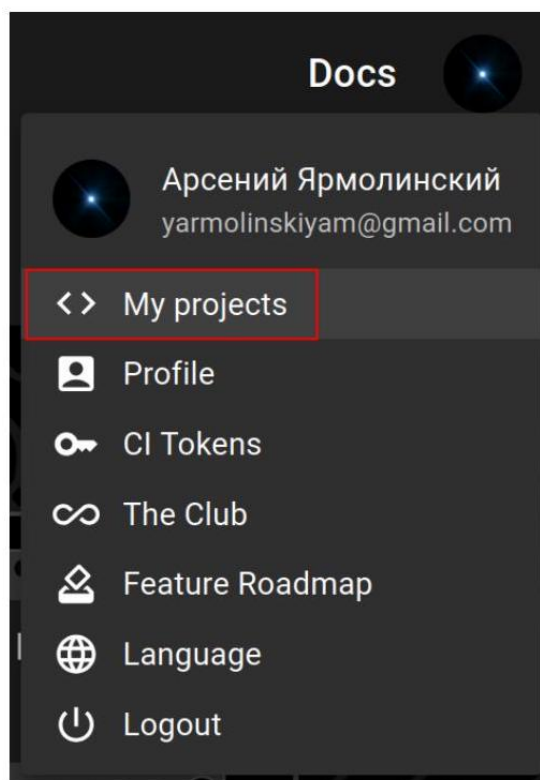 Docs
Арсений Ярмолинский
yarmolinskiyam@gmail.com
My projects
Profile
CI Tokens
The Club
Feature Roadmap
Language
Logout